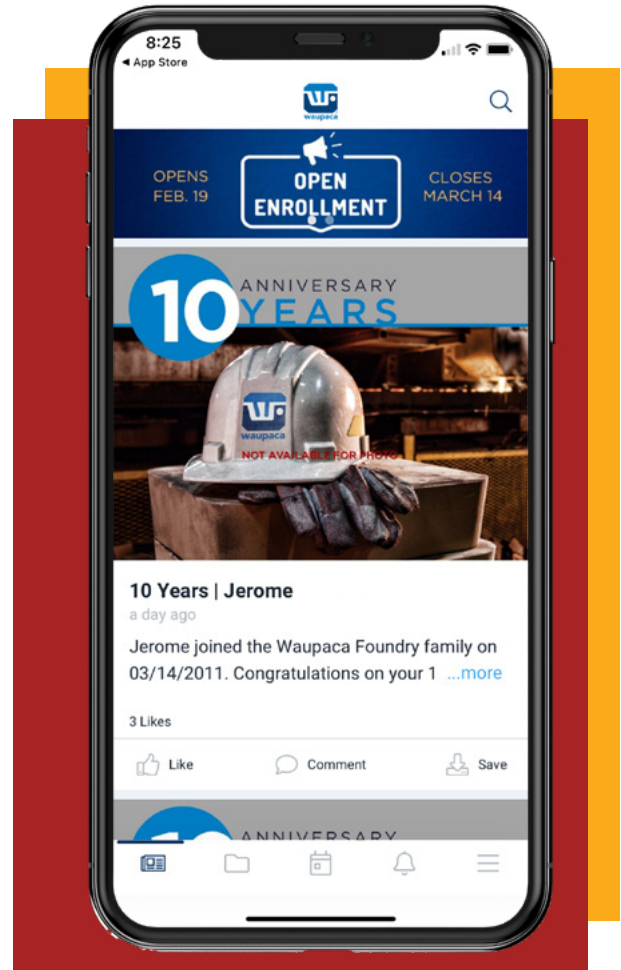 8:25
◀ App Store
waupaca
OPENS
FEB. 19
OPEN
ENROLLMENT
CLOSES
MARCH 14
10
ANNIVERSARY
YEARS
waupaca
NOT AVAILABLE FOR PHOTO
10 Years | Jerome
a day ago
Jerome joined the Waupaca Foundry family on
03/14/2011. Congratulations on your 1 ...more
3 Likes
Like
Comment
Save
10
ANNIVERSARY